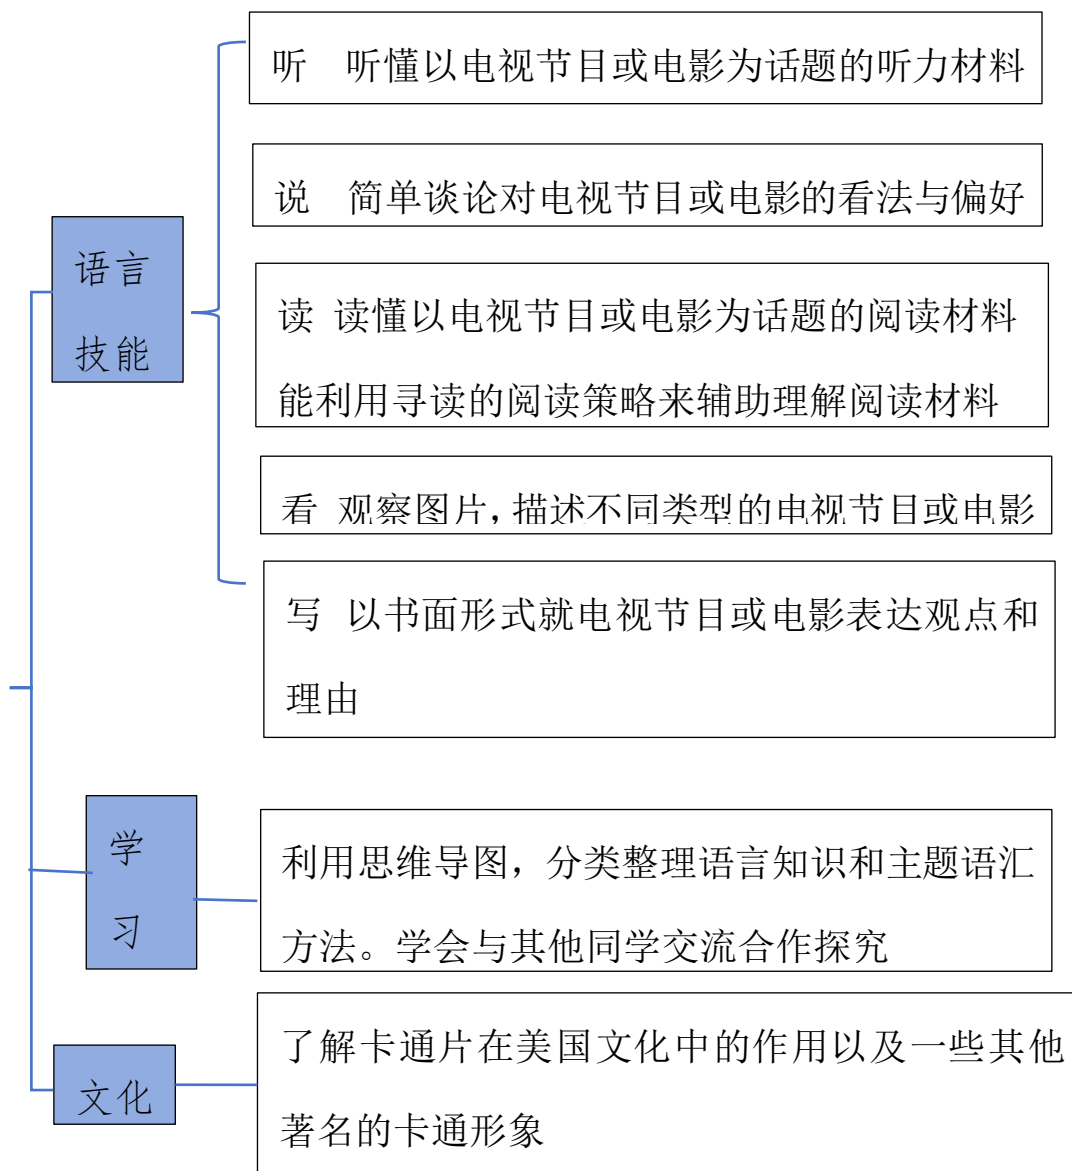 语言
技能
听 听懂以电视节目或电影为话题的听力材料
说 简单谈论对电视节目或电影的看法与偏好
读 读懂以电视节目或电影为话题的阅读材料
能利用寻读的阅读策略来辅助理解阅读材料
看 观察图片，描述不同类型的电视节目或电影
写 以书面形式就电视节目或电影表达观点和
理由
学
习
利用思维导图，分类整理语言知识和主题语汇
方法。学会与其他同学交流合作探究
文化
了解卡通片在美国文化中的作用以及一些其他
著名的卡通形象